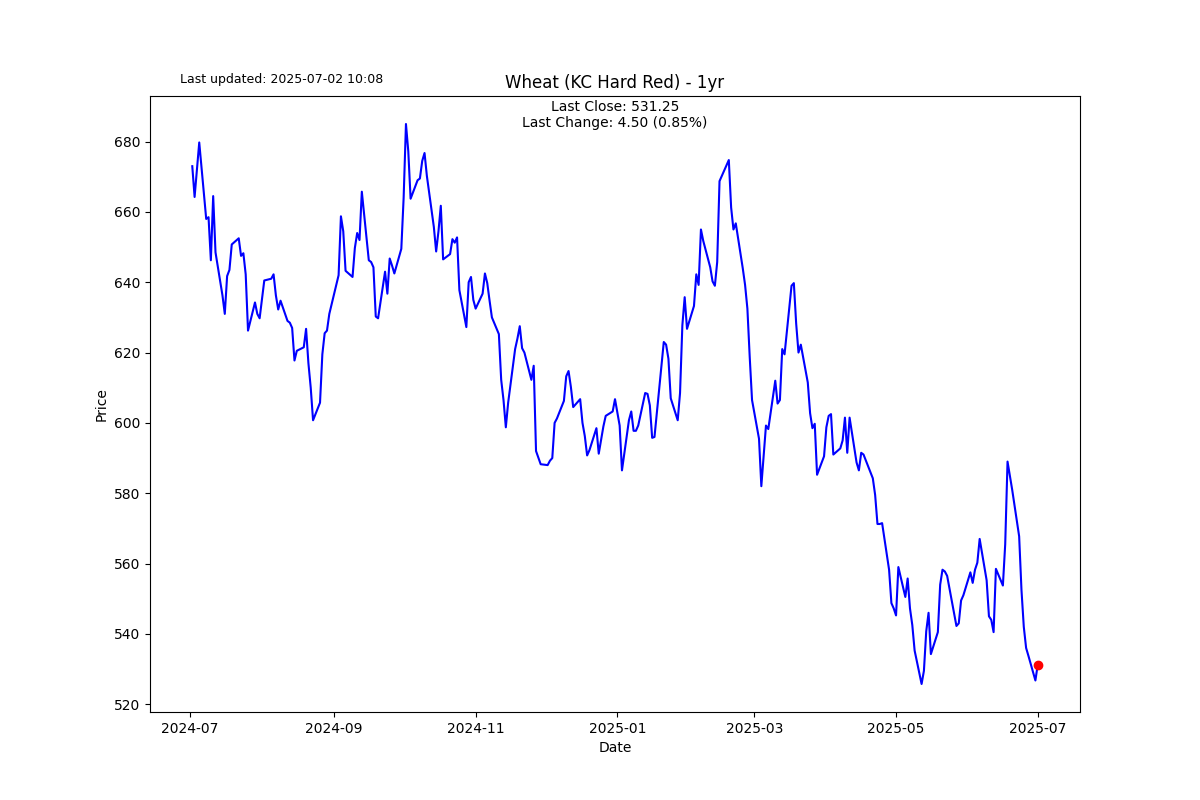 Last updated: 2025-07-02 10:08
Wheat (KC Hard Red) - 1yr
Last Close: 531.25
Last Change: 4.50 (0.85%)
680
660
640
620
600
580
560
540
520
Price
2024-07
2024-09
2024-11
2025-01
2025-03
2025-05
2025-07
Date